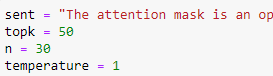 sent = "The attention mask is an op
topk = 50
n = 30
temperature = 1